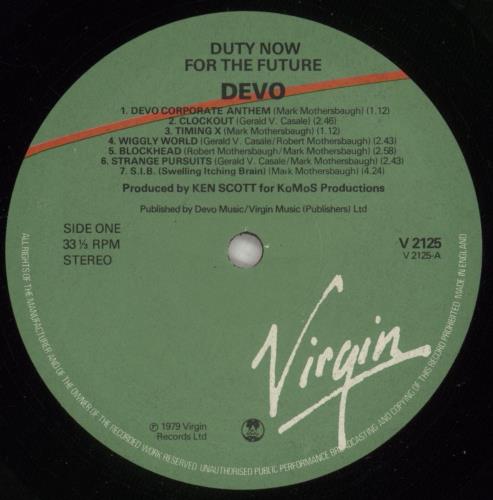 DUTY NOW
FOR THE FUTURE
DEVO
1. DEVO CORPORATE ANTHEM (Mark Mothersbaugh) (1.12)
2. CLOCKOUT (Gerald V. Casale) (2.46)
3. TIMING X (Mark Mothersbaugh) (1.12)
4. WIGGLY WORLD (Gerald V. Casale/Robert Mothersbaugh) (2.43)
5. BLOCKHEAD (Robert Mothersbaugh/Mark Mothersbaugh) (2.58)
6. STRANGE PURSUITS (Gerald V. Casale/Mark Mothersbaugh) (2.43)
7. S.I.B. (Swelling Itching Brain) (Mark Mothersbaugh) (4.24)
Produced by KEN SCOTT for KoMoS Productions
Published by Devo Music/Virgin Music (Publishers) Ltd
SIDE ONE
33⅓ RPM
STEREO
V 2125
V 2125-A
Virgin
℗ 1979 Virgin
Records Ltd
ALL RIGHTS OF THE MANUFACTURER AND OF THE OWNER OF THE RECORDED WORK RESERVED. UNAUTHORISED PUBLIC PERFORMANCE BROADCASTING AND COPYING OF THIS RECORD PROHIBITED. MADE IN ENGLAND